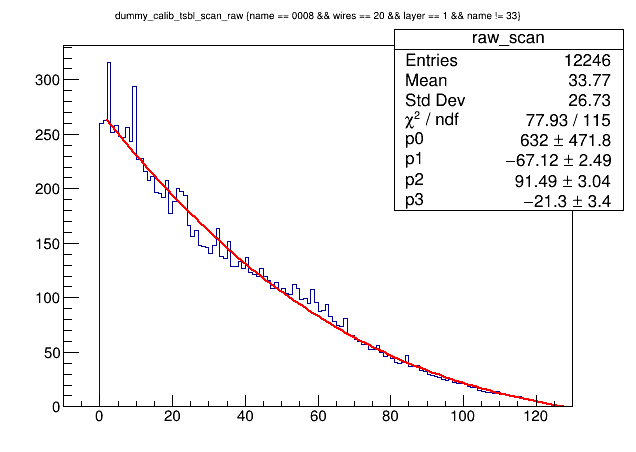 dummy_calib_tsbl_scan_raw {name == 0008 && wires == 20 && layer == 1 && name != 33}
raw_scan
Entries 12246
Mean 33.77
Std Dev 26.73
χ² / ndf 77.93 / 115
p0 632 ± 471.8
p1 −67.12 ± 2.49
p2 91.49 ± 3.04
p3 −21.3 ± 3.4
300
250
200
150
100
50
0
0 20 40 60 80 100 120